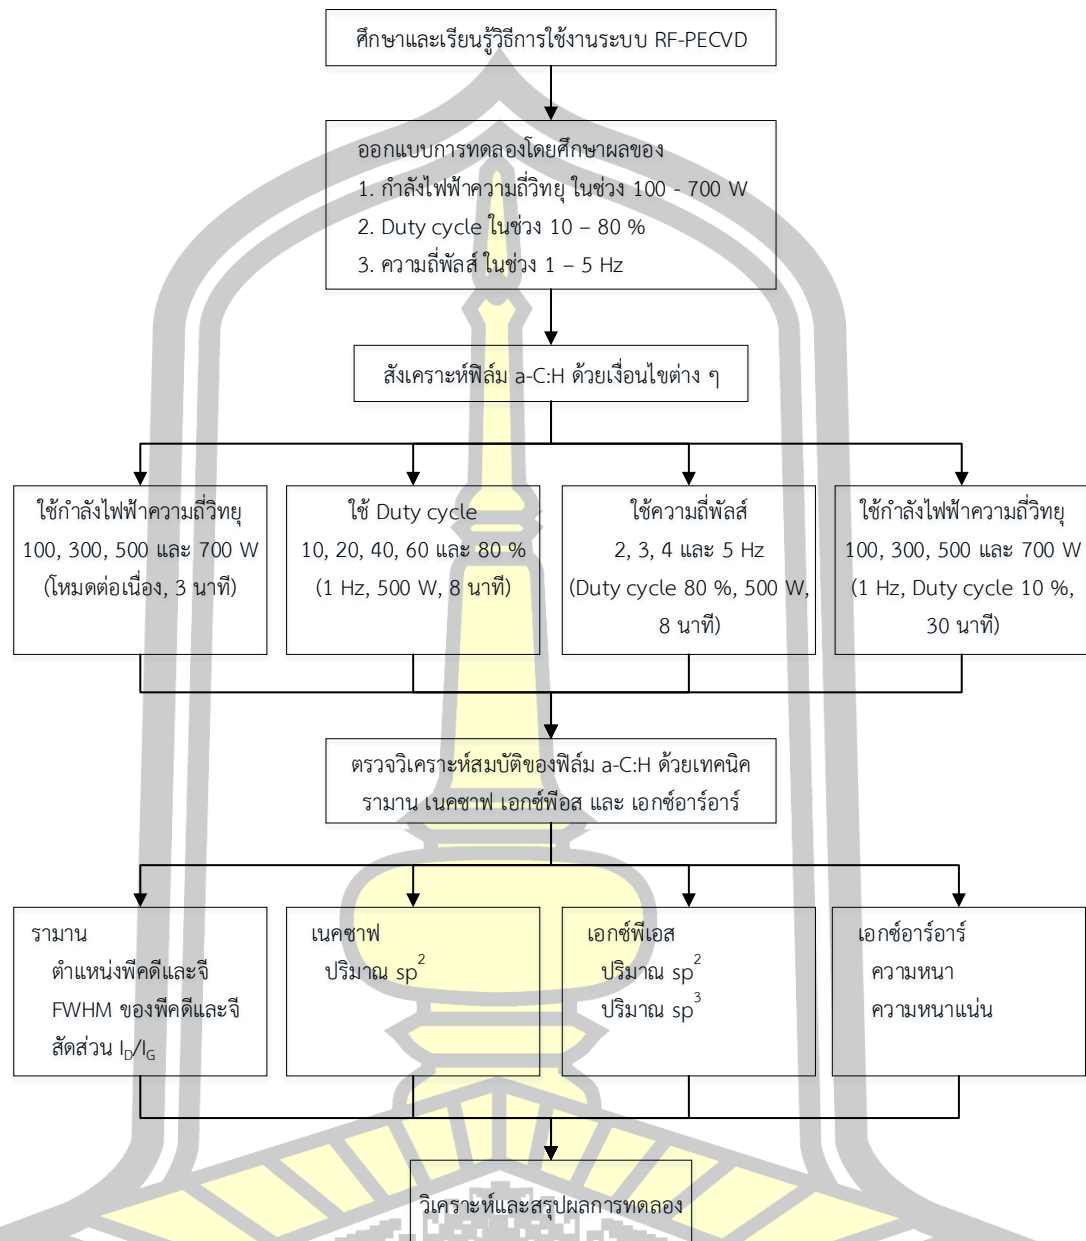 ศึกษาและเรียนรู้วิธีการใช้งานระบบ RF-PECVD
ออกแบบการทดลองโดยศึกษาผลของ
1. กำลังไฟฟ้าความถี่วิทยุ ในช่วง 100 - 700 W
2. Duty cycle ในช่วง 10 – 80 %
3. ความถี่พัลส์ ในช่วง 1 – 5 Hz
สังเคราะห์ฟิล์ม a-C:H ด้วยเงื่อนไขต่าง ๆ
ใช้กำลังไฟฟ้าความถี่วิทยุ
100, 300, 500 และ 700 W
(โหมดต่อเนื่อง, 3 นาที)
ใช้ Duty cycle
10, 20, 40, 60 และ 80 %
(1 Hz, 500 W, 8 นาที)
ใช้ความถี่พัลส์
2, 3, 4 และ 5 Hz
(Duty cycle 80 %, 500 W,
8 นาที)
ใช้กำลังไฟฟ้าความถี่วิทยุ
100, 300, 500 และ 700 W
(1 Hz, Duty cycle 10 %,
30 นาที)
ตรวจวิเคราะห์สมบัติของฟิล์ม a-C:H ด้วยเทคนิค
รามาน เนคซาฟ เอกซ์พีอีส และ เอกซ์อาร์อาร์
รามาน
ตำแหน่งพีคดีและจี
FWHM ของพีคดีและจี
สัดส่วน I_D/I_G
เนคซาฟ
ปริมาณ sp²
เอกซ์พีเอส
ปริมาณ sp²
ปริมาณ sp³
เอกซ์อาร์อาร์
ความหนา
ความหนาแน่น
วิเคราะห์และสรุปผลการทดลอง